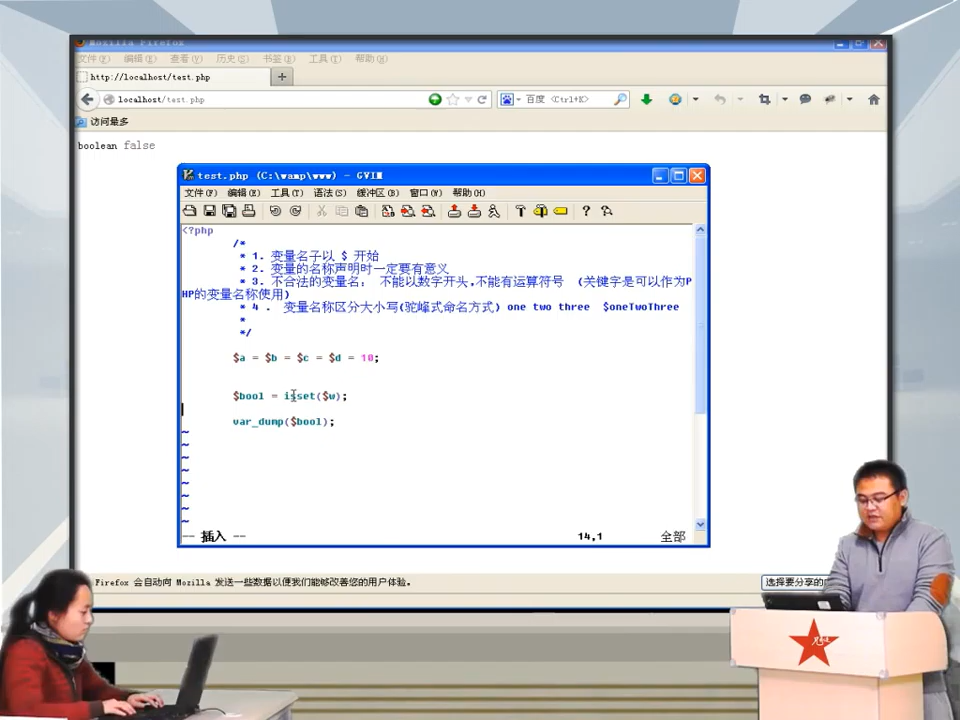 Mozilla Firefox
文件(F) 编辑(E) 查看(V) 历史(S) 书签(B) 工具(T) 帮助(H)
http://localhost/test.php +
localhost/test.php 百度 <Ctrl+K>
访问最多
boolean false
test.php (C:\wamp\www) - GVIM
文件(F) 编辑(E) 工具(T) 语法(S) 缓冲区(B) 窗口(W) 帮助(H)
<?php
/*
* 1. 变量名子以 $ 开始
* 2. 变量的名称声明时一定要有意义
* 3. 不合法的变量名： 不能以数字开头,不能有运算符号 (关键字是可以作为P
HP的变量名称使用)
* 4 . 变量名称区分大小写(驼峰式命名方式) one two three $oneTwoThree
*
*/
$a = $b = $c = $d = 10;
$bool = isset($w);
var_dump($bool);
~
~
~
~
~
~
~
~
-- 插入 -- 14,1 全部
Firefox 会自动向 Mozilla 发送一些数据以便我们能够改善您的用户体验。 选择要分享的